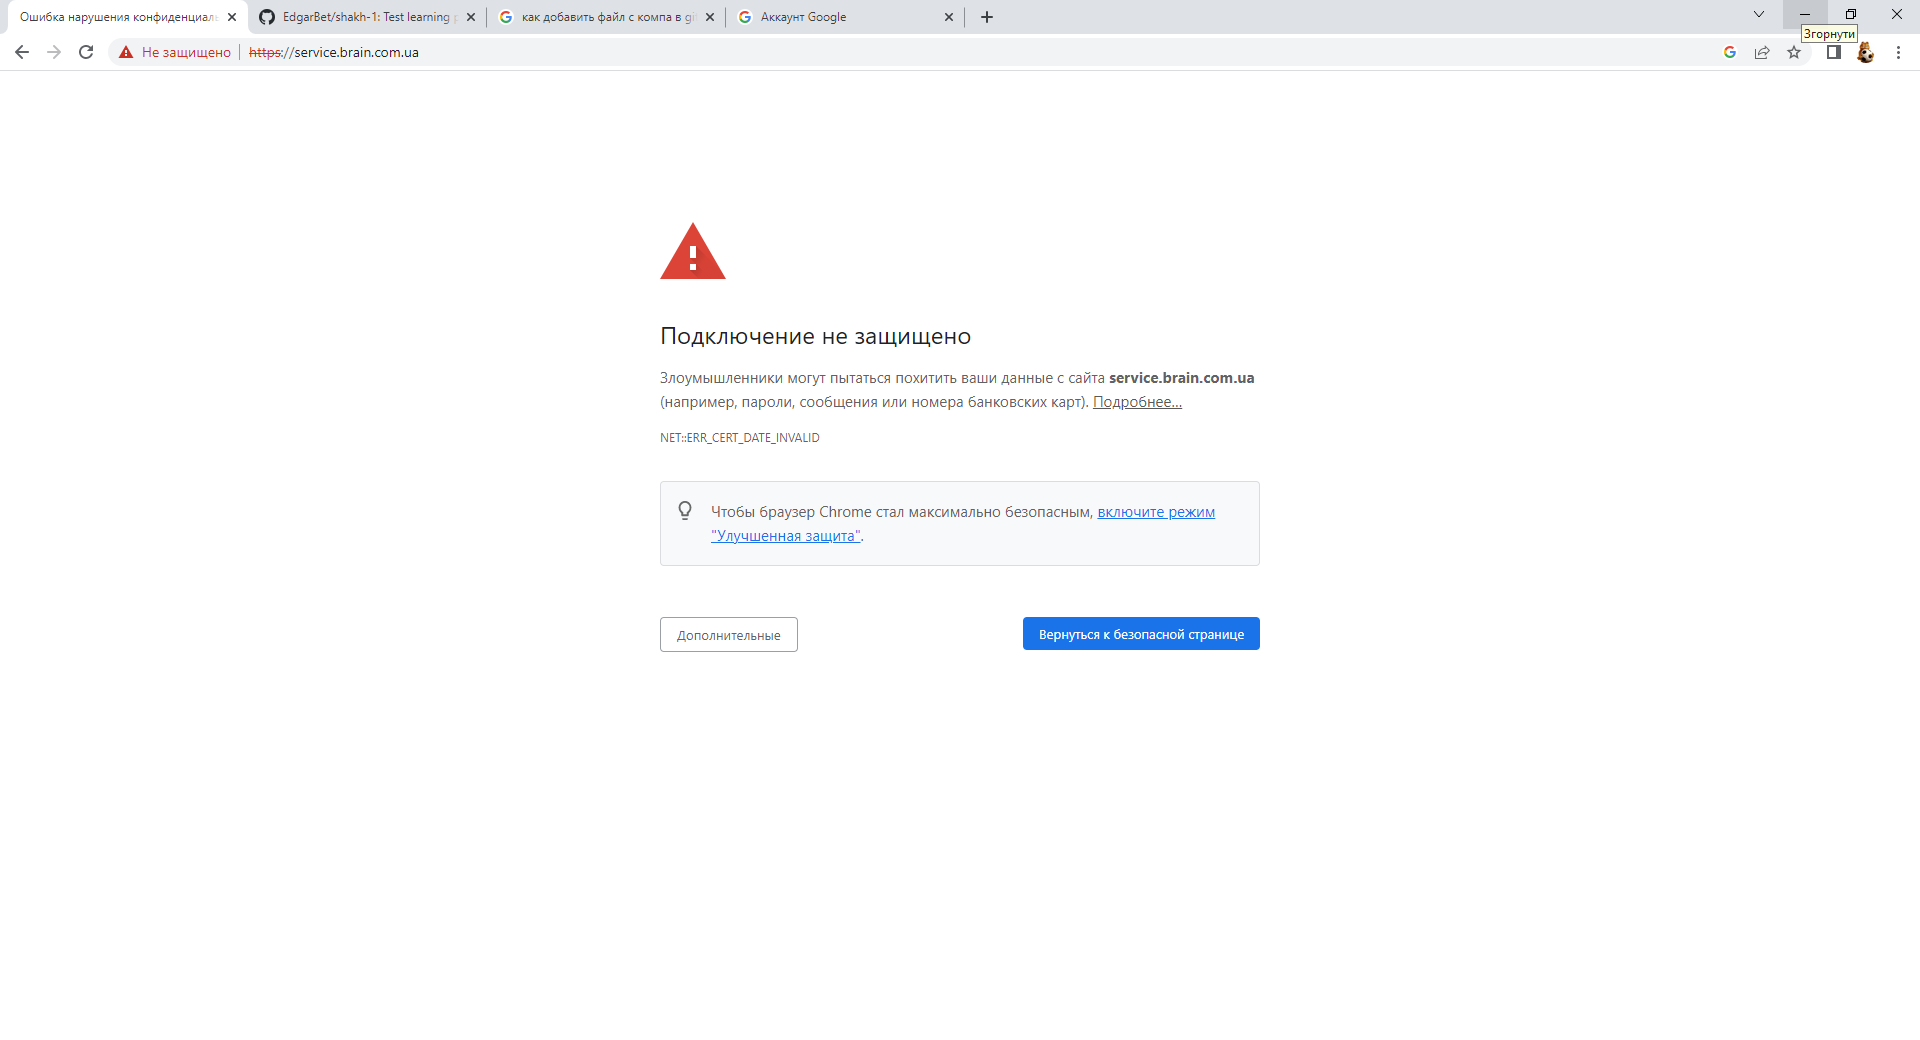 Ошибка нарушения конфиденциаль
EdgarBet/shakh-1: Test learning p
как добавить файл с компа в gi
Аккаунт Google
Згорнути
Не защищено
https://service.brain.com.ua
Подключение не защищено
Злоумышленники могут пытаться похитить ваши данные с сайта service.brain.com.ua
(например, пароли, сообщения или номера банковских карт). Подробнее…
NET::ERR_CERT_DATE_INVALID
Чтобы браузер Chrome стал максимально безопасным, включите режим
"Улучшенная защита".
Дополнительные
Вернуться к безопасной странице